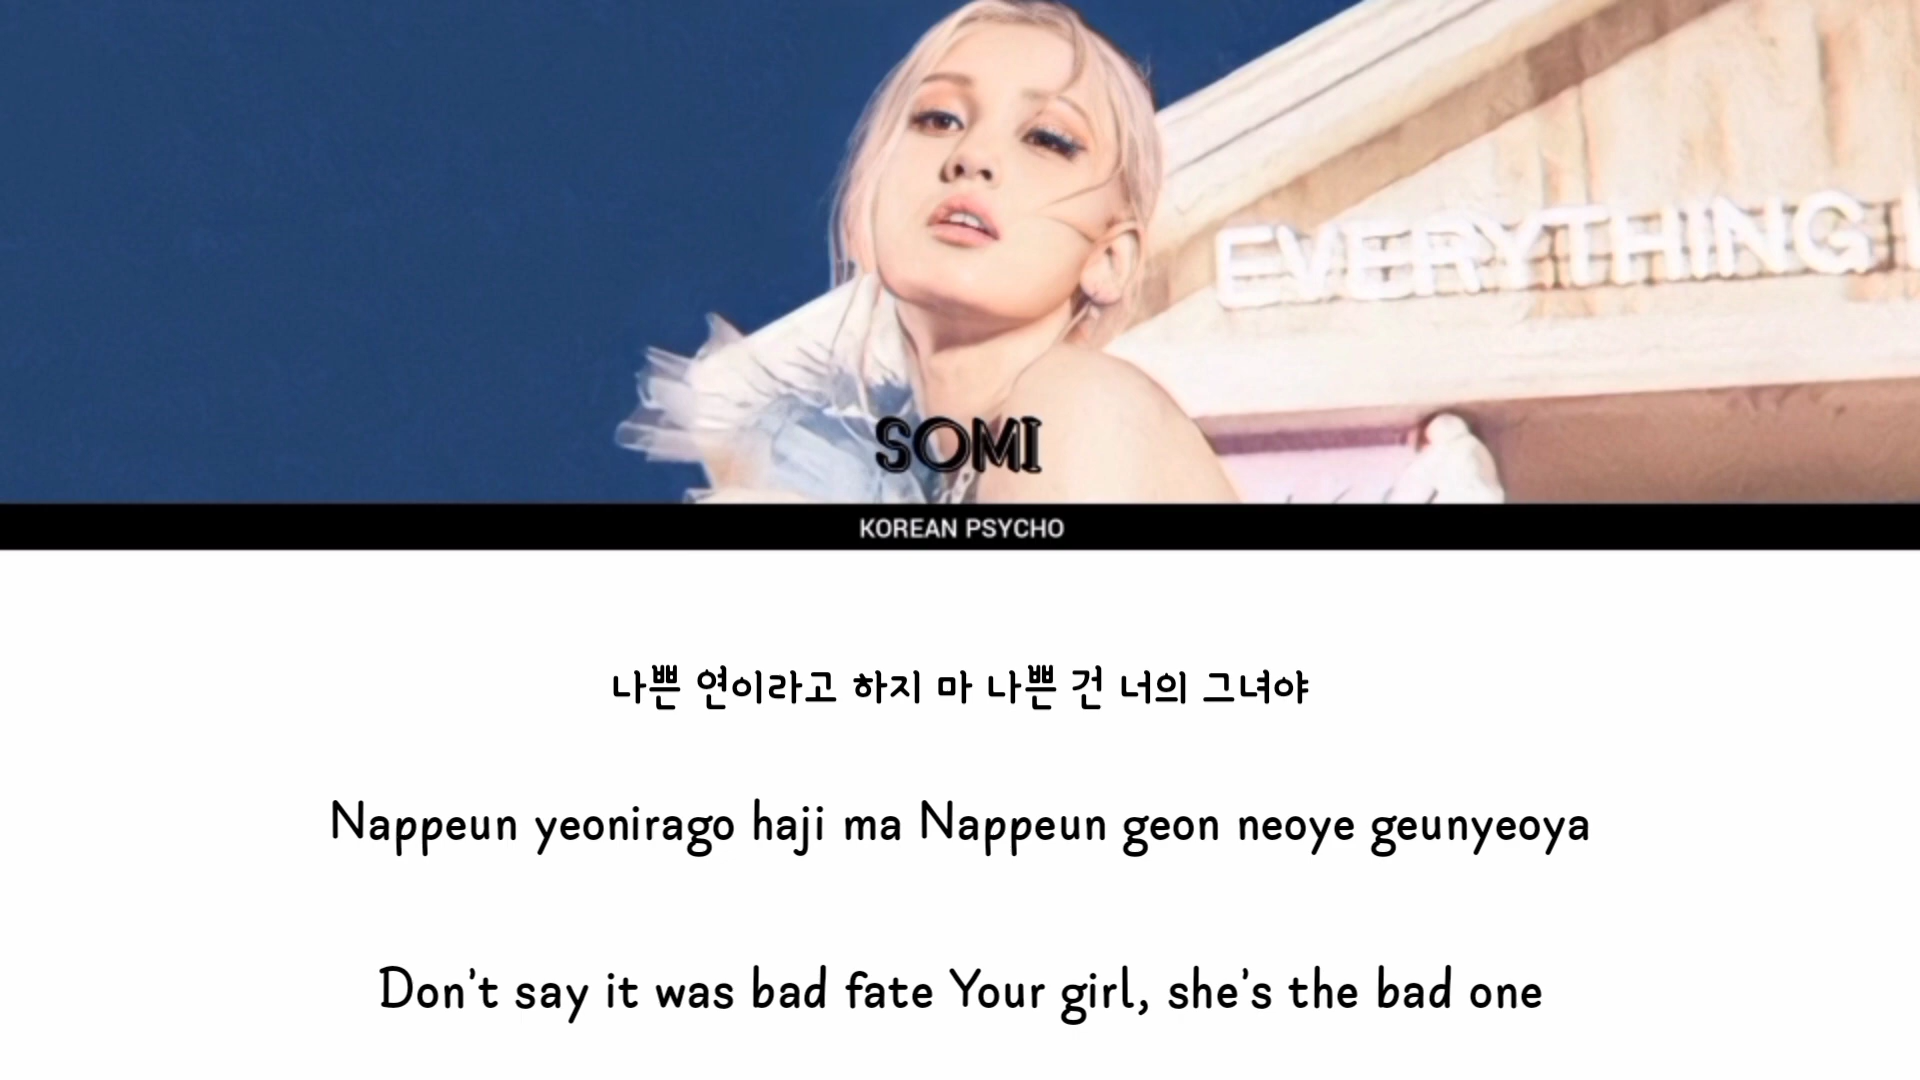 EVERYTHING
SOMI
KOREAN PSYCHO
나쁜 연이라고 하지 마 나쁜 건 너의 그녀야
Nappeun yeonirago haji ma Nappeun geon neoye geunyeoya
Don't say it was bad fate Your girl, she's the bad one